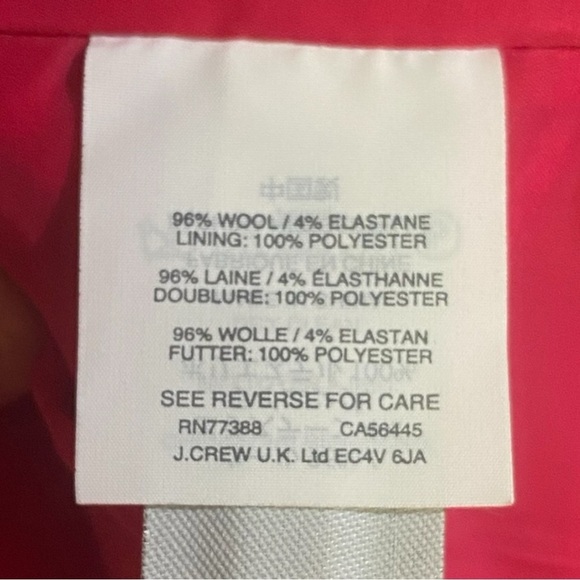 96% WOOL / 4% ELASTANE
LINING: 100% POLYESTER
96% LAINE / 4% ÉLASTHANNE
DOUBLURE: 100% POLYESTER
96% WOLLE / 4% ELASTAN
FUTTER: 100% POLYESTER
SEE REVERSE FOR CARE
RN77388 CA56445
J.CREW U.K. Ltd EC4V 6JA